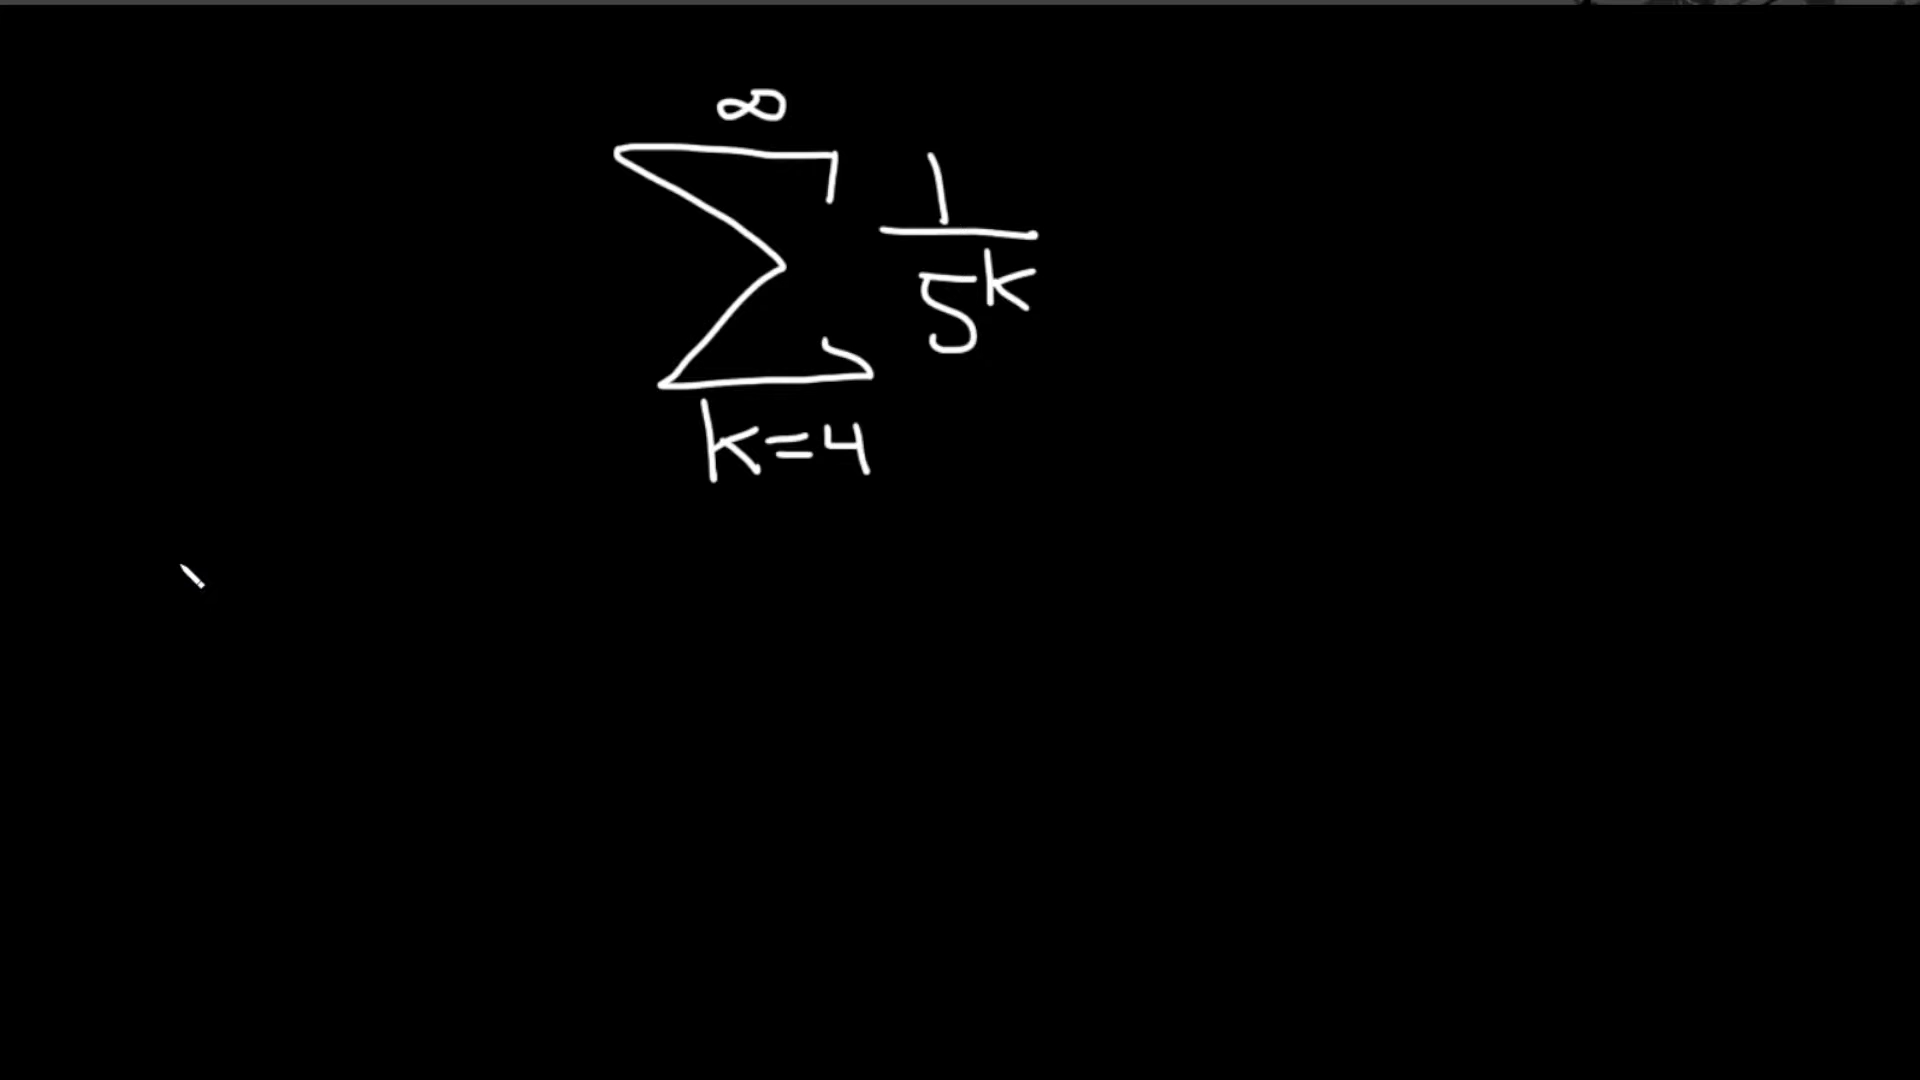 ∞
∑ 1/5^k
k=4